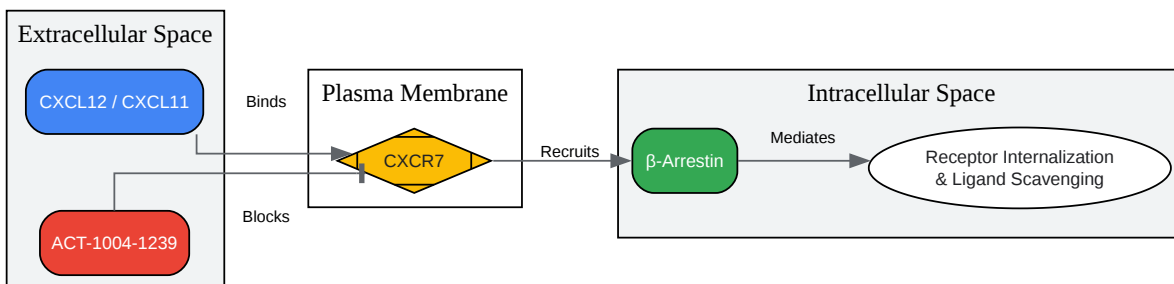 Extracellular Space
CXCL12 / CXCL11
ACT-1004-1239
Binds
Blocks
Plasma Membrane
CXCR7
Recruits
Intracellular Space
β-Arrestin
Mediates
Receptor Internalization
& Ligand Scavenging